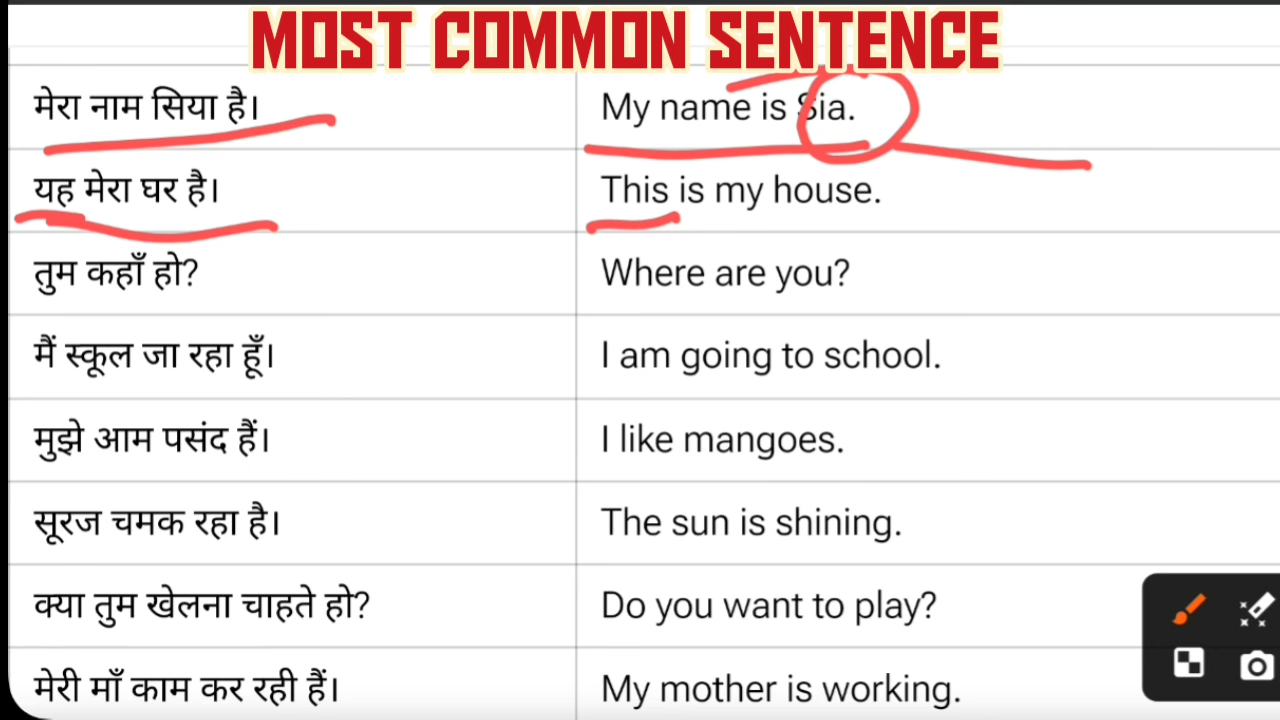 MOST COMMON SENTENCE
मेरा नाम सिया है। My name is Sia.
यह मेरा घर है। This is my house.
तुम कहाँ हो? Where are you?
मैं स्कूल जा रहा हूँ। I am going to school.
मुझे आम पसंद हैं। I like mangoes.
सूरज चमक रहा है। The sun is shining.
क्या तुम खेलना चाहते हो? Do you want to play?
मेरी माँ काम कर रही हैं। My mother is working.